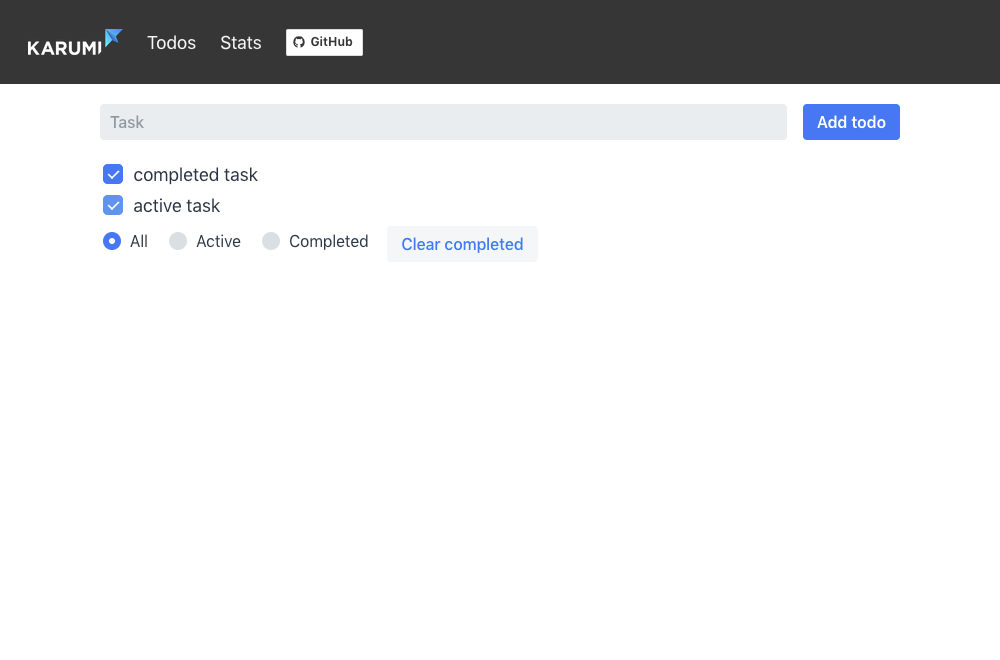 KARUMI Todos Stats GitHub
Task Add todo
completed task
active task
All Active Completed Clear completed